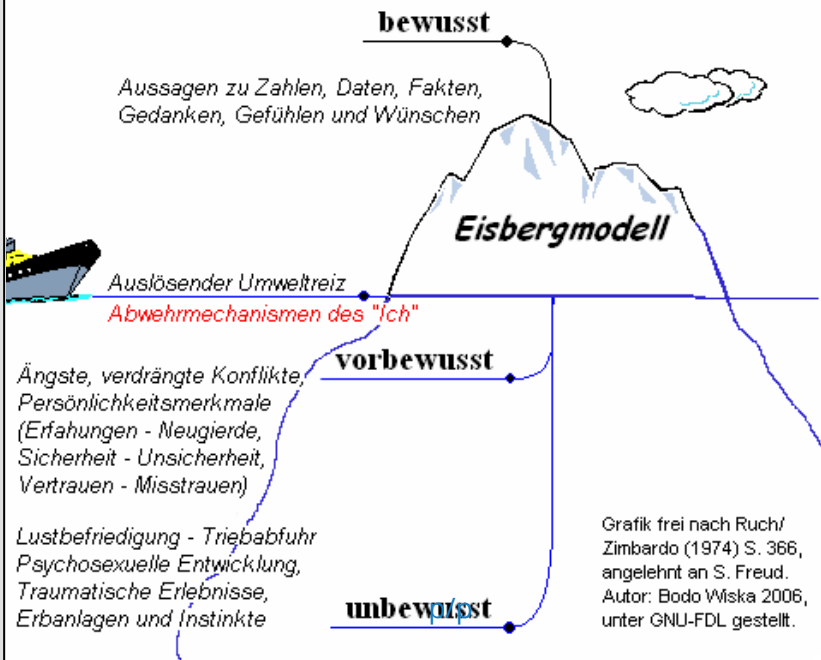 bewusst
Aussagen zu Zahlen, Daten, Fakten,
Gedanken, Gefühlen und Wünschen
Eisbergmodell
Auslösender Umweltreiz
Abwehrmechanismen des "Ich"
vorbewusst
Ängste, verdrängte Konflikte,
Persönlichkeitsmerkmale
(Erfahungen - Neugierde,
Sicherheit - Unsicherheit,
Vertrauen - Misstrauen)
Lustbefriedigung - Triebabfuhr
Psychosexuelle Entwicklung,
Traumatische Erlebnisse,
Erbanlagen und Instinkte
unbewusst
p/p
Grafik frei nach Ruch/
Zimbardo (1974) S. 366,
angelehnt an S. Freud.
Autor: Bodo Wiska 2006,
unter GNU-FDL gestellt.